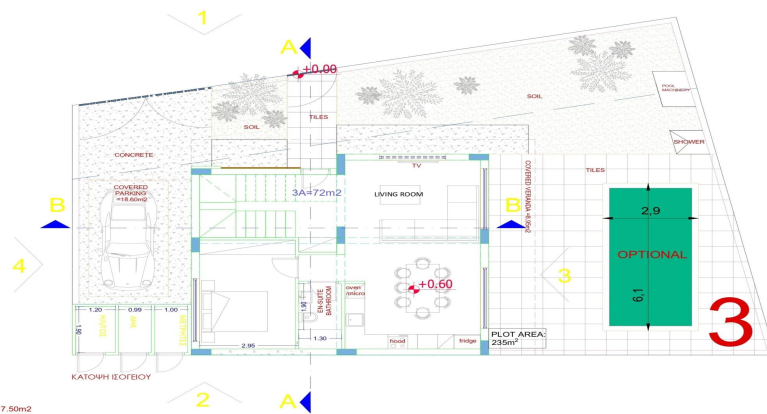 1
A
+0.00
SOIL
POOL
MACHINERY
TILES
SOIL
SHOWER
CONCRETE
TV
TILES
COVERED
PARKING
=18.60m2
3A=72m2
LIVING ROOM
B
B
2,9
4
3
OPTIONAL
+0.60
6,1
oven
/micro
EN-SUITE
BATHROOM
1.90
1.20
0.99
1.00
1.90
1.30
2.95
hood
fridge
PLOT AREA:
235m²
3
ΚΑΤΟΨΗ ΙΣΟΓΕΙΟΥ
2
A
7.50m2